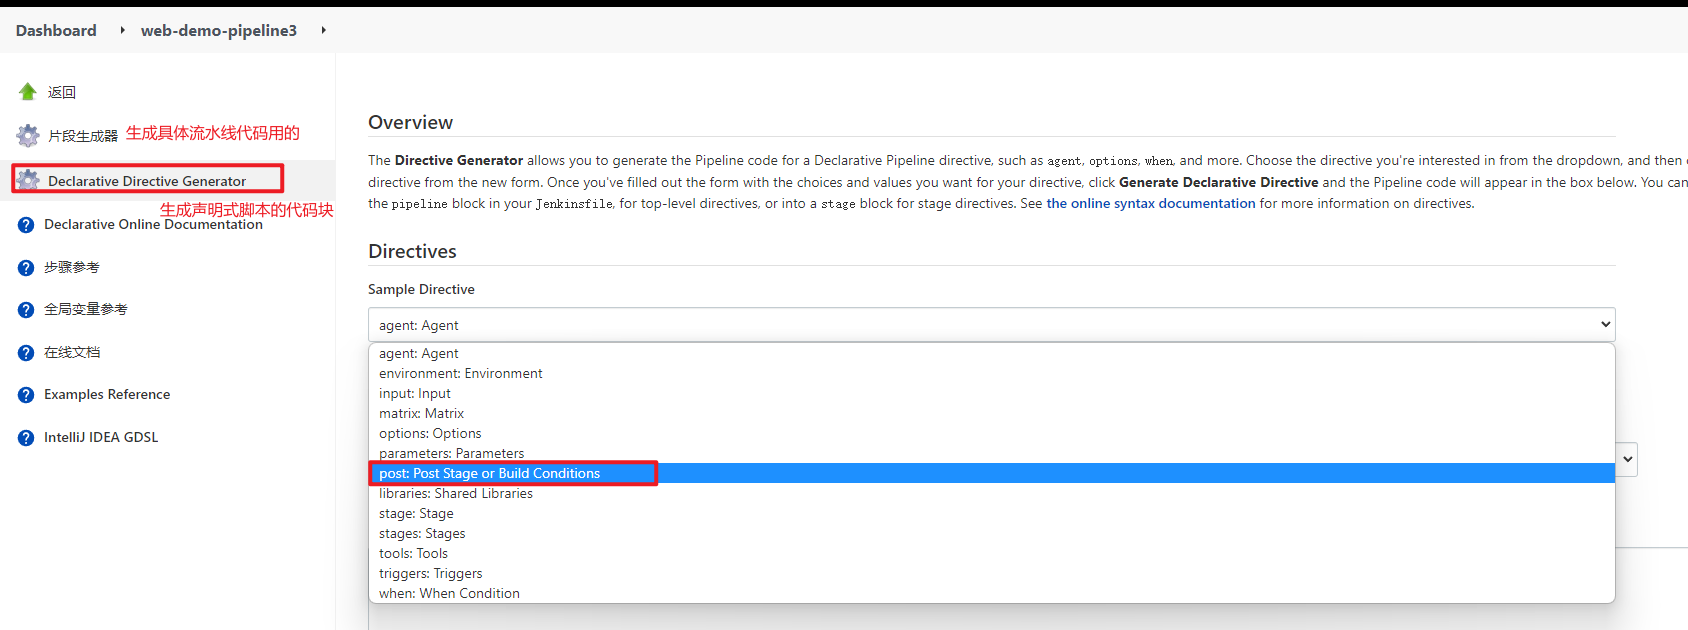 Dashboard
web-demo-pipeline3
返回
片段生成器 生成具体流水线代码用的
Declarative Directive Generator
生成声明式脚本的代码块
Declarative Online Documentation
步骤参考
全局变量参考
在线文档
Examples Reference
IntelliJ IDEA GDSL
Overview
The Directive Generator allows you to generate the Pipeline code for a Declarative Pipeline directive, such as agent, options, when, and more. Choose the directive you're interested in from the dropdown, and then
directive from the new form. Once you've filled out the form with the choices and values you want for your directive, click Generate Declarative Directive and the Pipeline code will appear in the box below. You can
the pipeline block in your Jenkinsfile, for top-level directives, or into a stage block for stage directives. See the online syntax documentation for more information on directives.
Directives
Sample Directive
agent: Agent
agent: Agent
environment: Environment
input: Input
matrix: Matrix
options: Options
parameters: Parameters
post: Post Stage or Build Conditions
libraries: Shared Libraries
stage: Stage
stages: Stages
tools: Tools
triggers: Triggers
when: When Condition